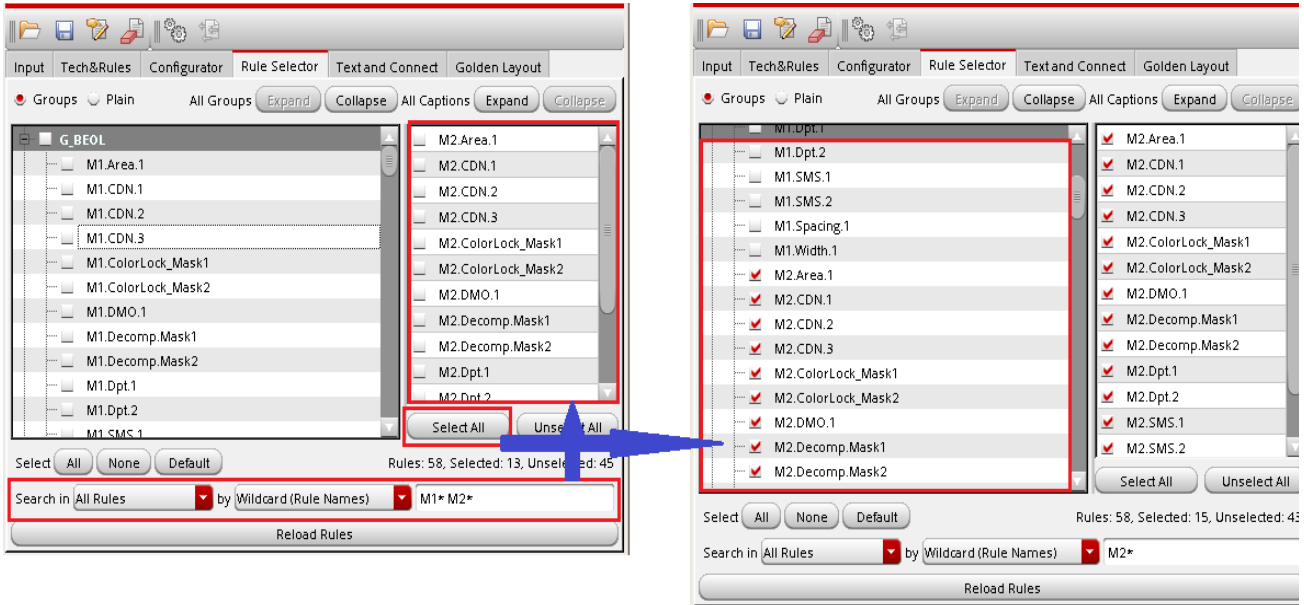 Input Tech&Rules Configurator Rule Selector Text and Connect Golden Layout
Groups Plain All Groups Expand Collapse All Captions Expand Collapse
G_BEOL
M1.Area.1
M1.CDN.1
M1.CDN.2
M1.CDN.3
M1.ColorLock_Mask1
M1.ColorLock_Mask2
M1.DMO.1
M1.Decomp.Mask1
M1.Decomp.Mask2
M1.Dpt.1
M1.Dpt.2
M1.SMS.1
M2.Area.1
M2.CDN.1
M2.CDN.2
M2.CDN.3
M2.ColorLock_Mask1
M2.ColorLock_Mask2
M2.DMO.1
M2.Decomp.Mask1
M2.Decomp.Mask2
M2.Dpt.1
M2.Dpt.2
Select All Unselect All
Select All None Default Rules: 58, Selected: 13, Unselected: 45
Search in All Rules by Wildcard (Rule Names) M1* M2*
Reload Rules
Input Tech&Rules Configurator Rule Selector Text and Connect Golden Layout
Groups Plain All Groups Expand Collapse All Captions Expand Collapse
M1.Dpt.1
M1.Dpt.2
M1.SMS.1
M1.SMS.2
M1.Spacing.1
M1.Width.1
M2.Area.1
M2.CDN.1
M2.CDN.2
M2.CDN.3
M2.ColorLock_Mask1
M2.ColorLock_Mask2
M2.DMO.1
M2.Decomp.Mask1
M2.Decomp.Mask2
M2.Area.1
M2.CDN.1
M2.CDN.2
M2.CDN.3
M2.ColorLock_Mask1
M2.ColorLock_Mask2
M2.DMO.1
M2.Decomp.Mask1
M2.Decomp.Mask2
M2.Dpt.1
M2.Dpt.2
M2.SMS.1
M2.SMS.2
Select All Unselect All
Select All None Default Rules: 58, Selected: 15, Unselected: 43
Search in All Rules by Wildcard (Rule Names) M2*
Reload Rules